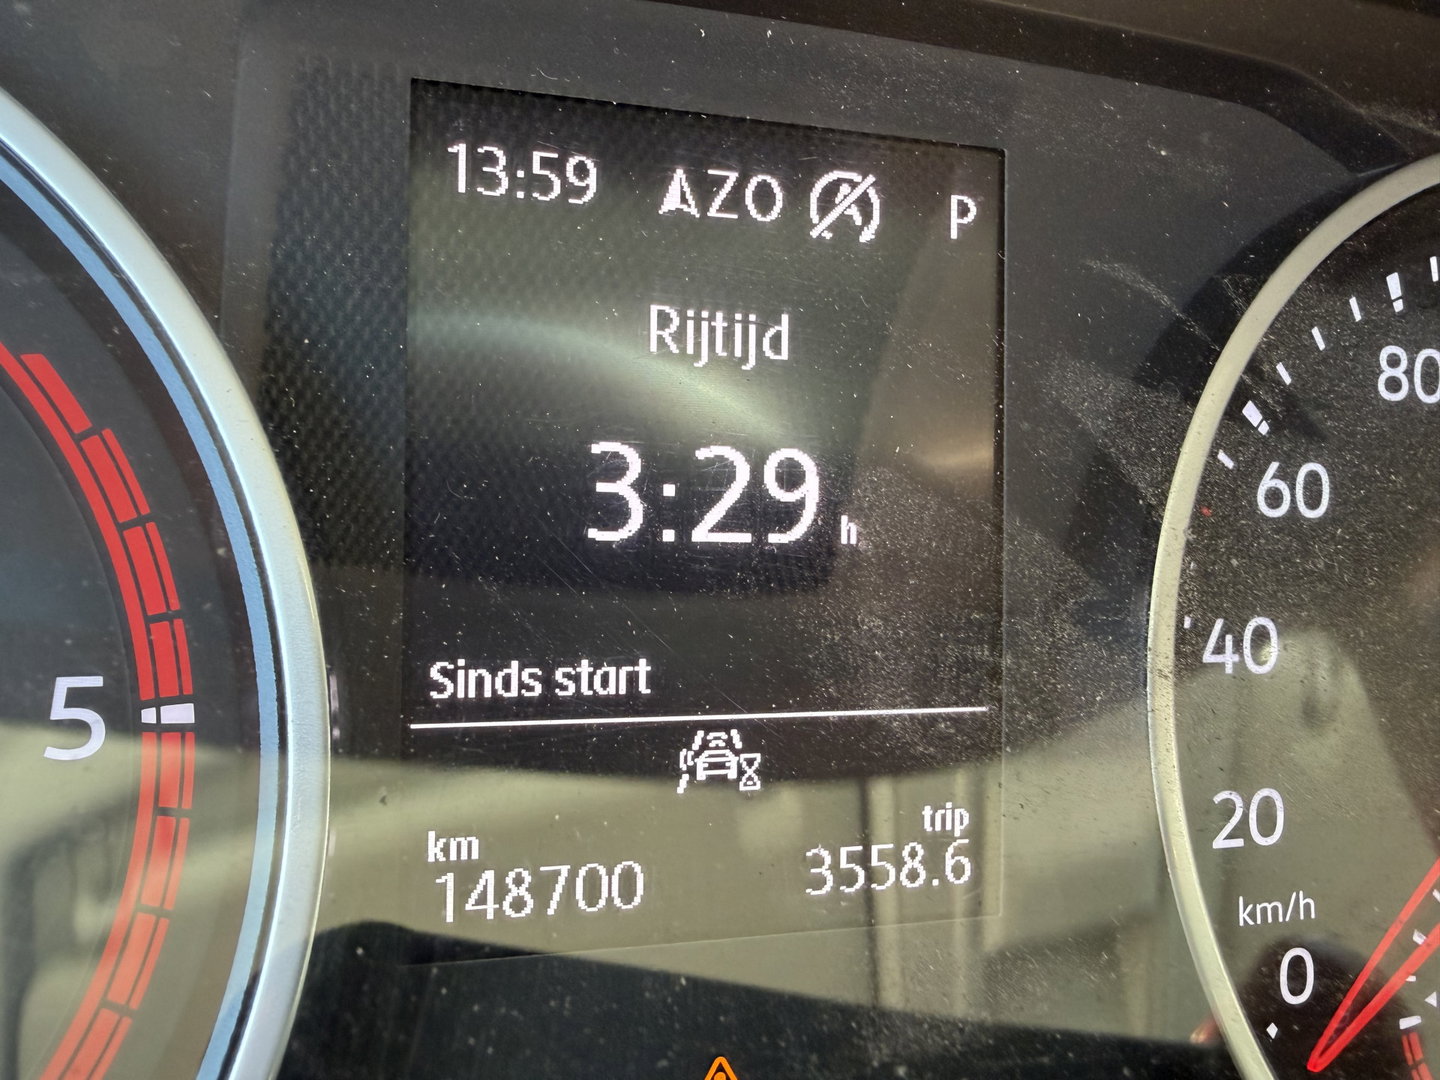 13:59 ZO P
Rijtijd
3:29 h
Sinds start
km
148700
trip
3558.6
5
80
60
40
20
km/h
0